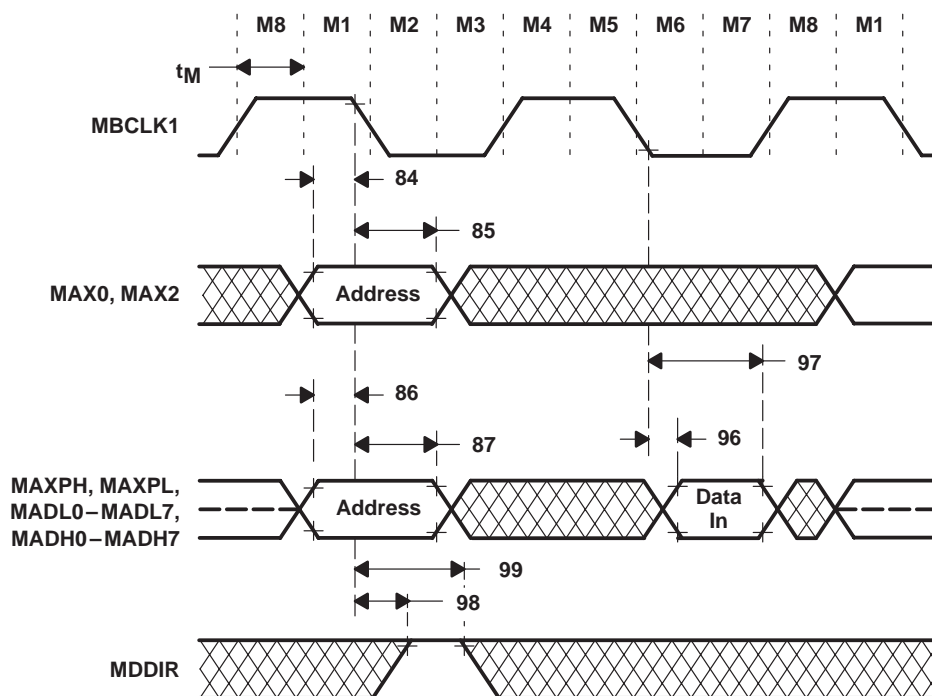 M8 M1 M2 M3 M4 M5 M6 M7 M8 M1
tM
MBCLK1
84
85
MAX0, MAX2
Address
97
86
96
87
MAXPH, MAXPL,
MADL0–MADL7,
MADH0–MADH7
Address
Data
In
99
98
MDDIR